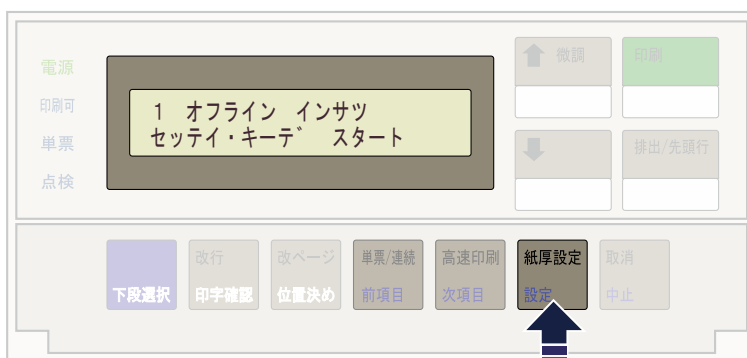 電源
印刷可
単票
点検
1 オフライン インサツ
セッテイ・キーデ゛ スタート
微調
印刷
排出/先頭行
改行
改ページ
単票/連続
高速印刷
紙厚設定
取消
下段選択
印字確認
位置決め
前項目
次項目
設定
中止